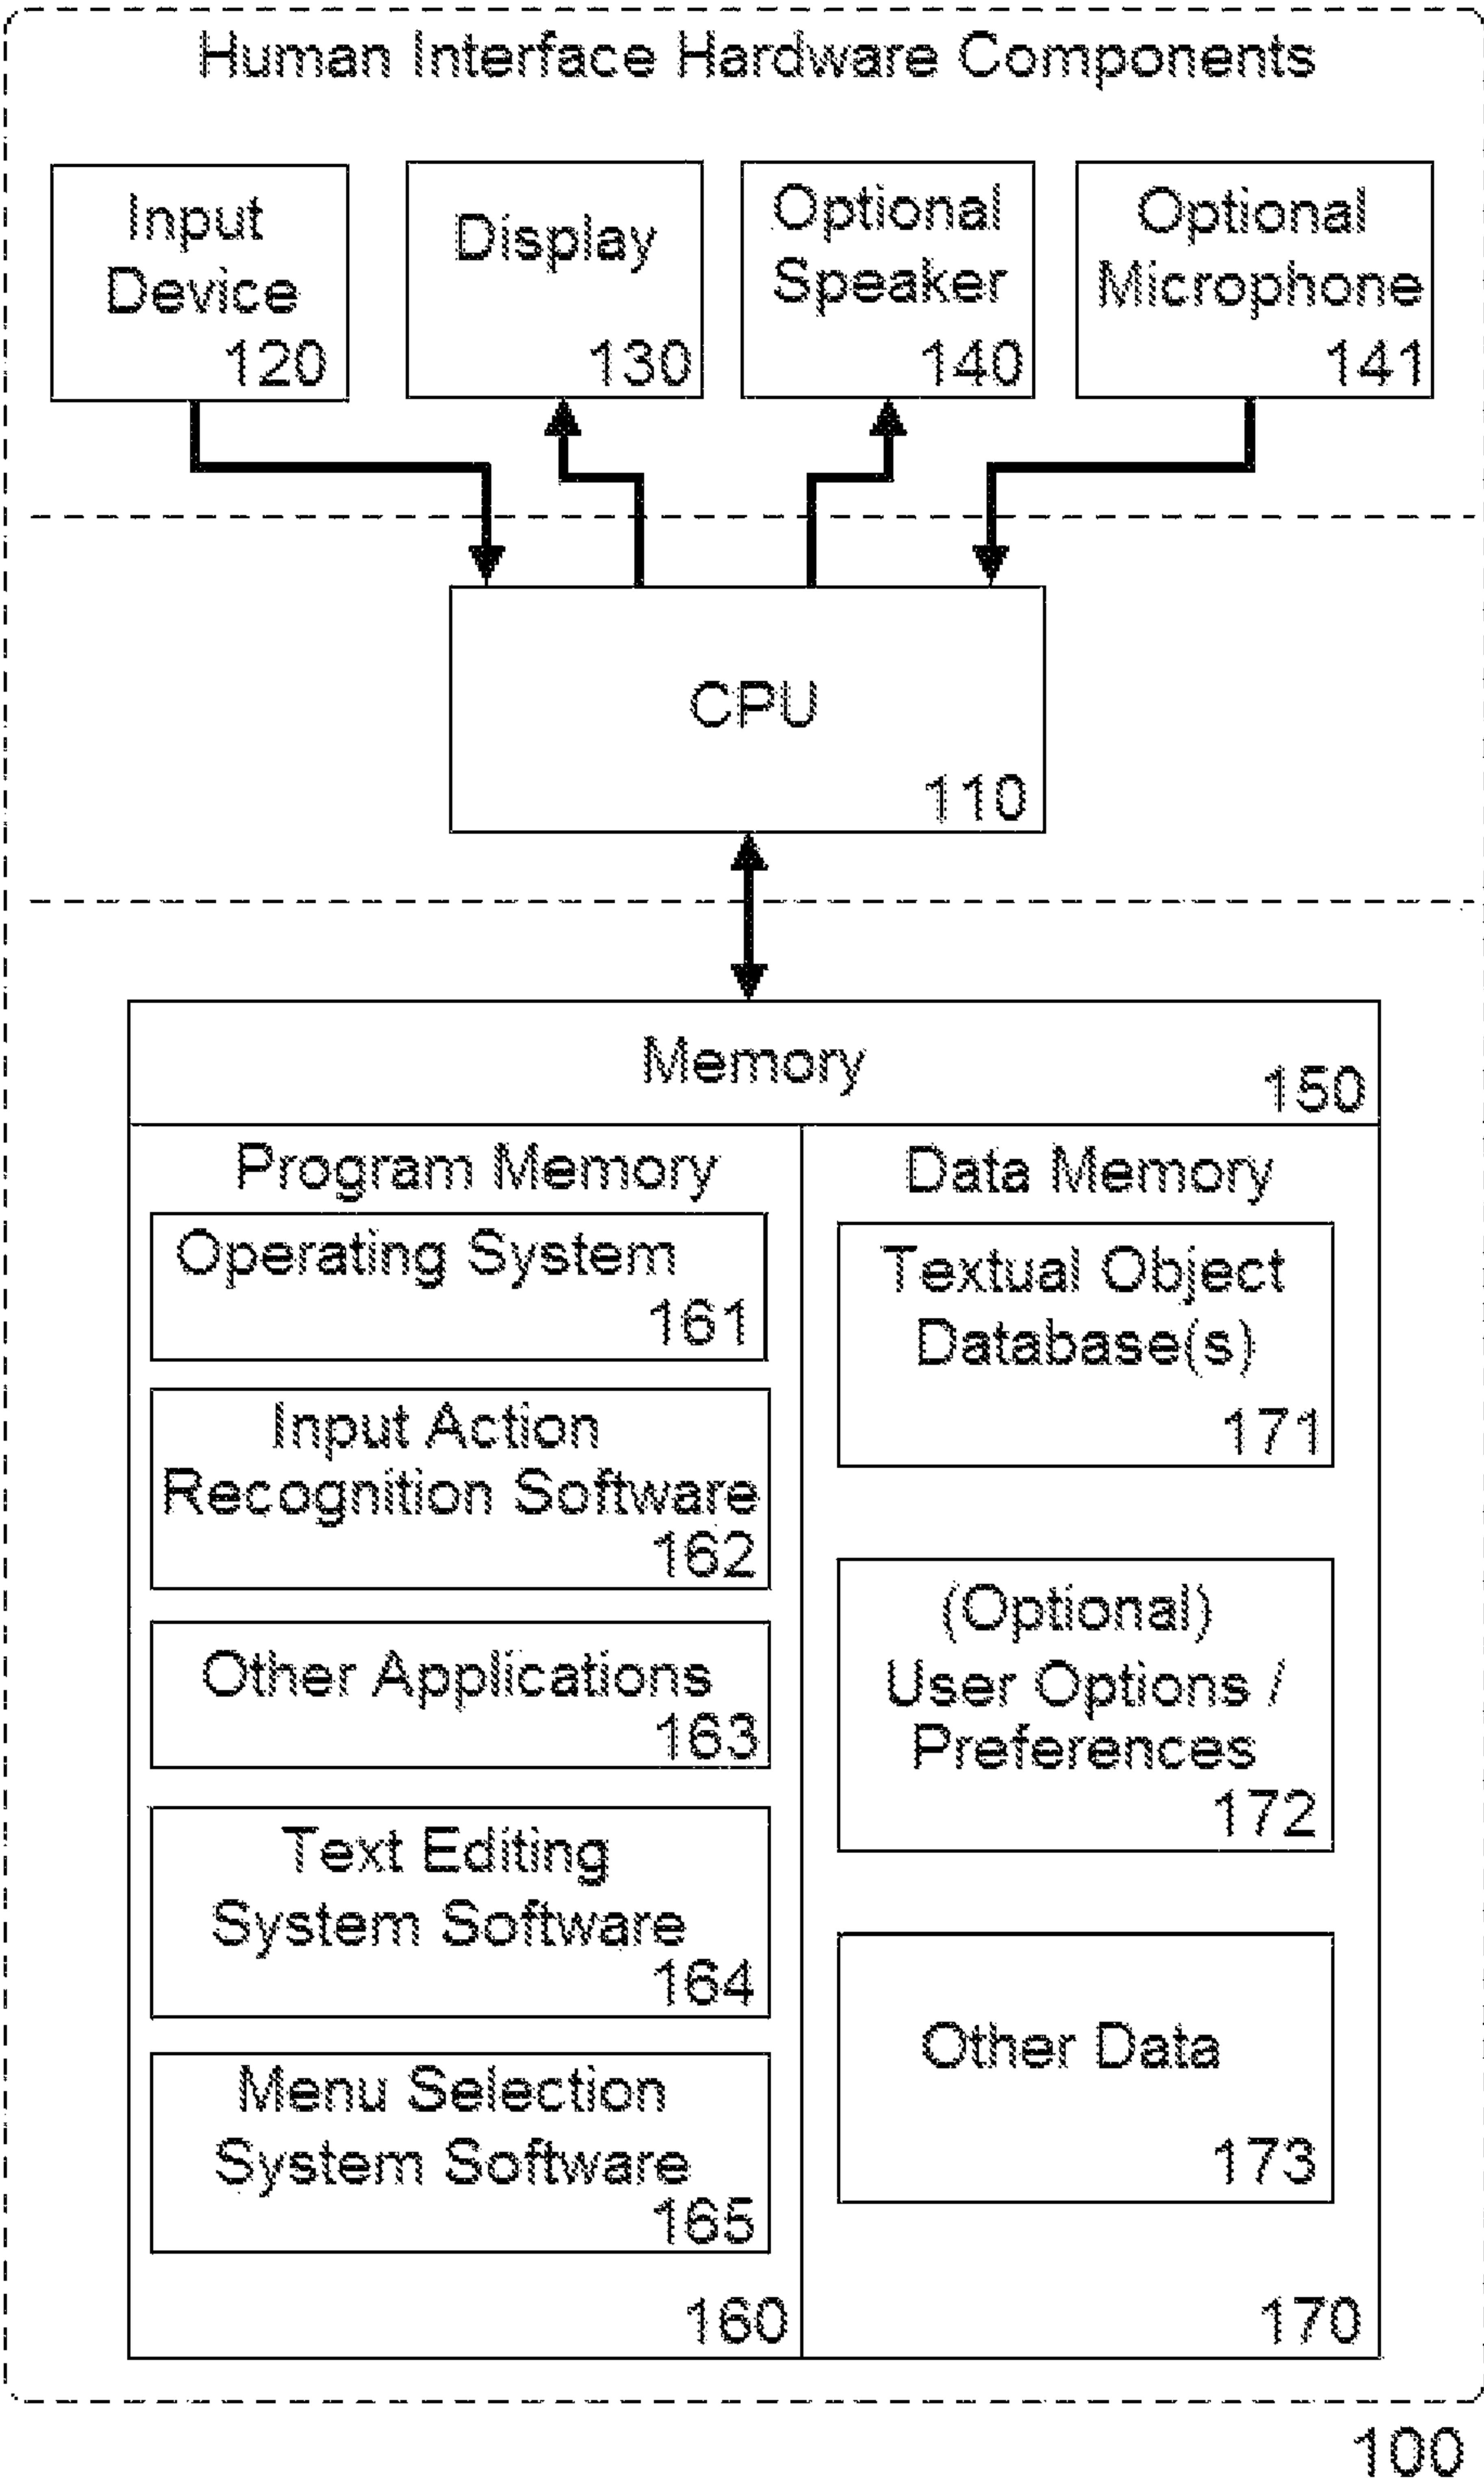 Human Interface Hardware Components
Input
Device
120
Display
130
Optional
Speaker
140
Optional
Microphone
141
CPU
110
Memory
150
Program Memory
Operating System
161
Input Action
Recognition Software
162
Other Applications
163
Text Editing
System Software
164
Menu Selection
System Software
165
160
Data Memory
Textual Object
Database(s)
171
(Optional)
User Options /
Preferences
172
Other Data
173
170
100